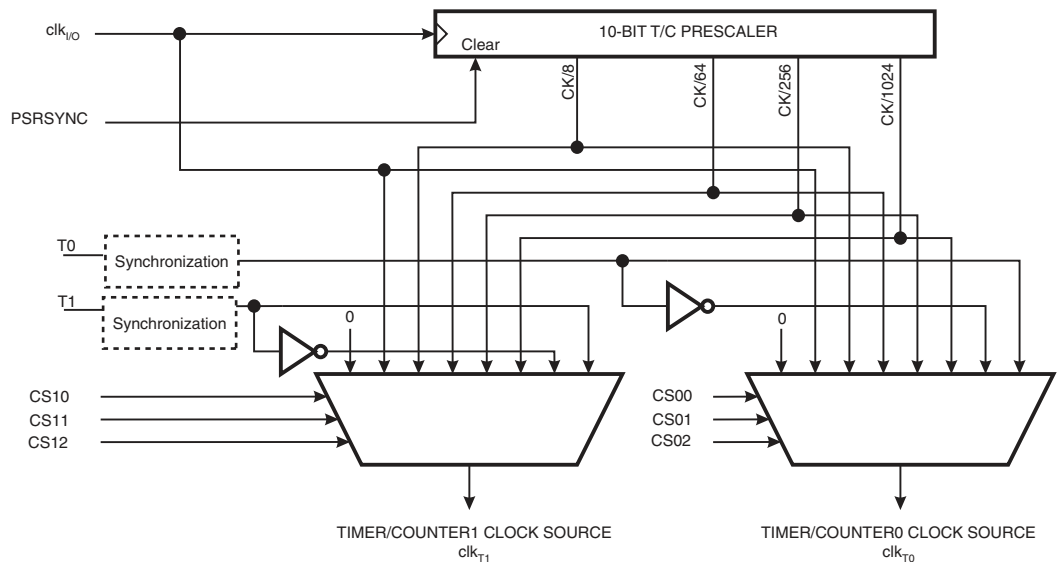 clkI/O
10-BIT T/C PRESCALER
Clear
PSRSYNC
CK/8
CK/64
CK/256
CK/1024
T0
Synchronization
T1
Synchronization
0
0
CS10
CS11
CS12
CS00
CS01
CS02
TIMER/COUNTER1 CLOCK SOURCE
clkT1
TIMER/COUNTER0 CLOCK SOURCE
clkT0